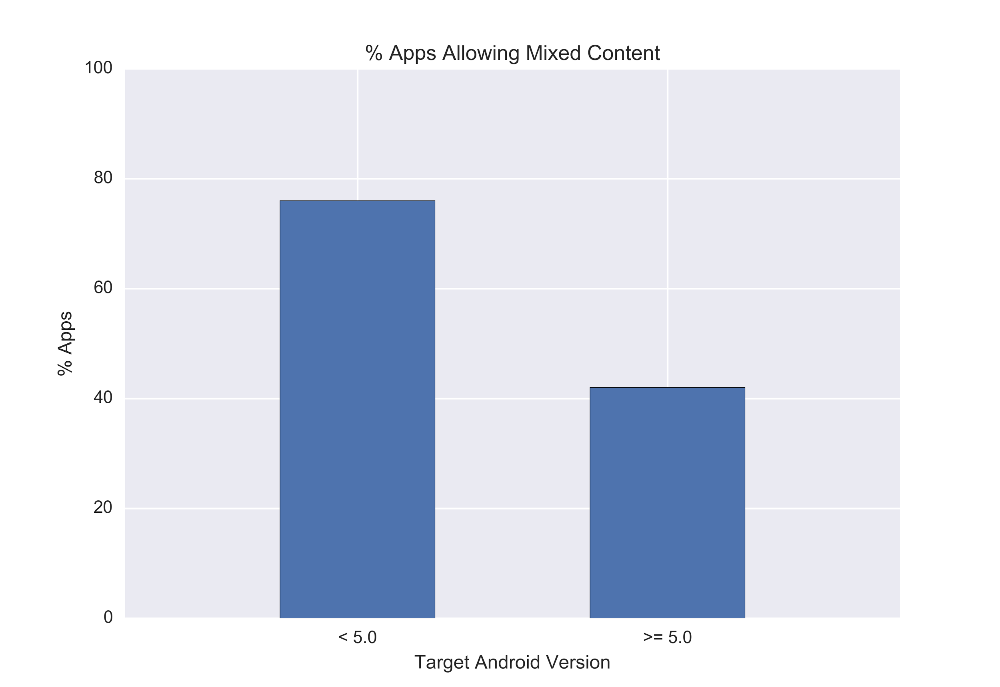 % Apps Allowing Mixed Content
100
80
60
40
20
0
% Apps
< 5.0
>= 5.0
Target Android Version